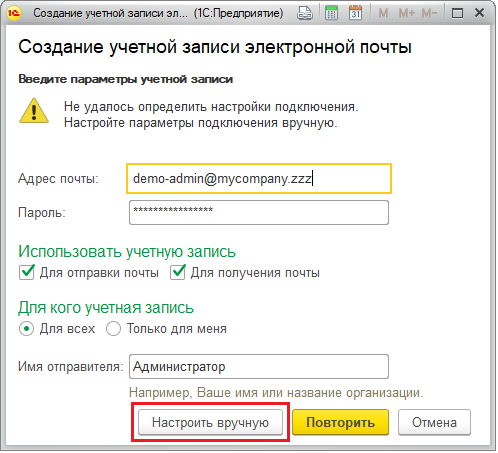 Создание учетной записи эл... (1С:Предприятие)
M M+ M-
Создание учетной записи электронной почты
Введите параметры учетной записи
Не удалось определить настройки подключения.
Настройте параметры подключения вручную.
Адрес почты: demo-admin@mycompany.zzz
Пароль: ****************
Использовать учетную запись
Для отправки почты Для получения почты
Для кого учетная запись
Для всех Только для меня
Имя отправителя: Администратор
Например, Ваше имя или название организации.
Настроить вручную Повторить Отмена